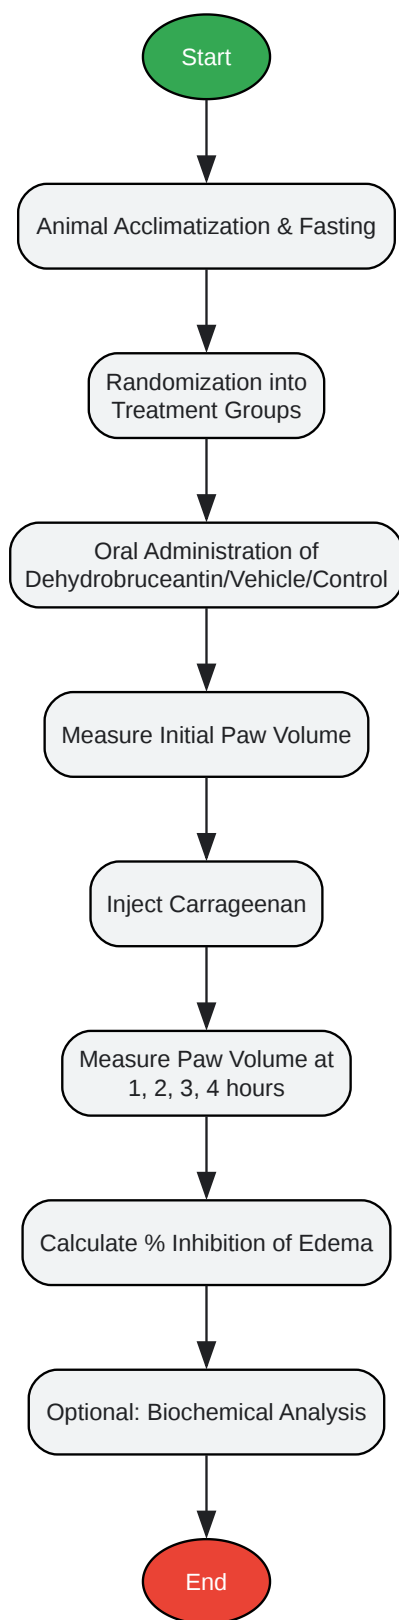 Start
Animal Acclimatization & Fasting
Randomization into
Treatment Groups
Oral Administration of
Dehydrobruceantin/Vehicle/Control
Measure Initial Paw Volume
Inject Carrageenan
Measure Paw Volume at
1, 2, 3, 4 hours
Calculate % Inhibition of Edema
Optional: Biochemical Analysis
End